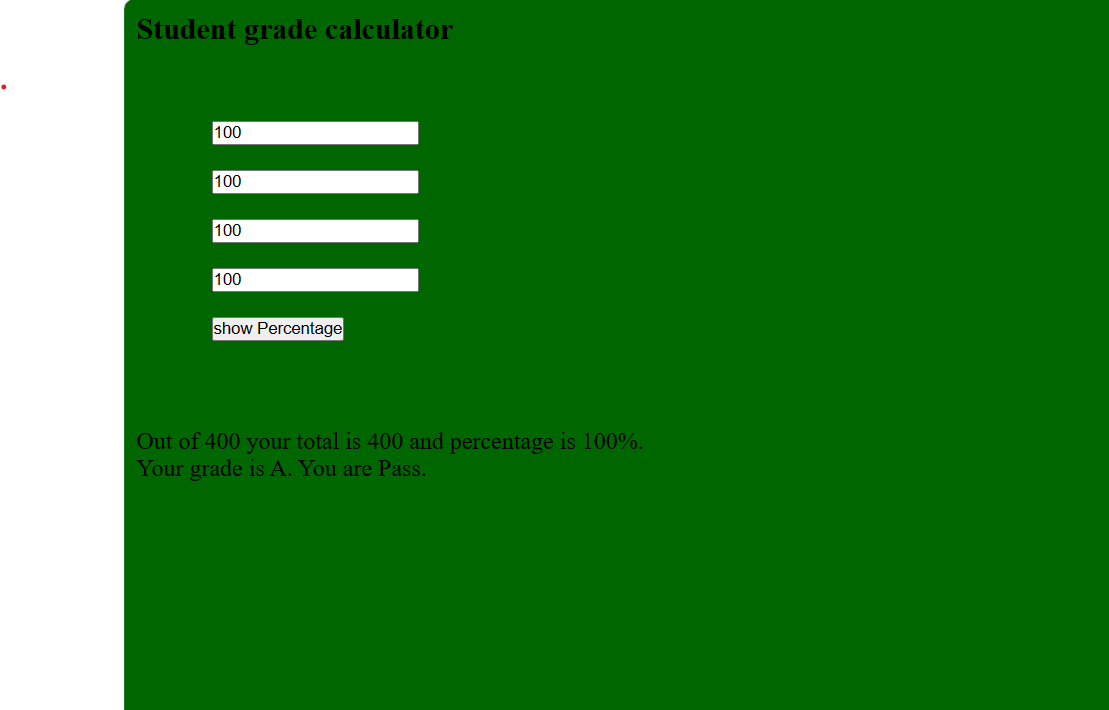 Student grade calculator
100
100
100
100
show Percentage
Out of 400 your total is 400 and percentage is 100%.
Your grade is A. You are Pass.